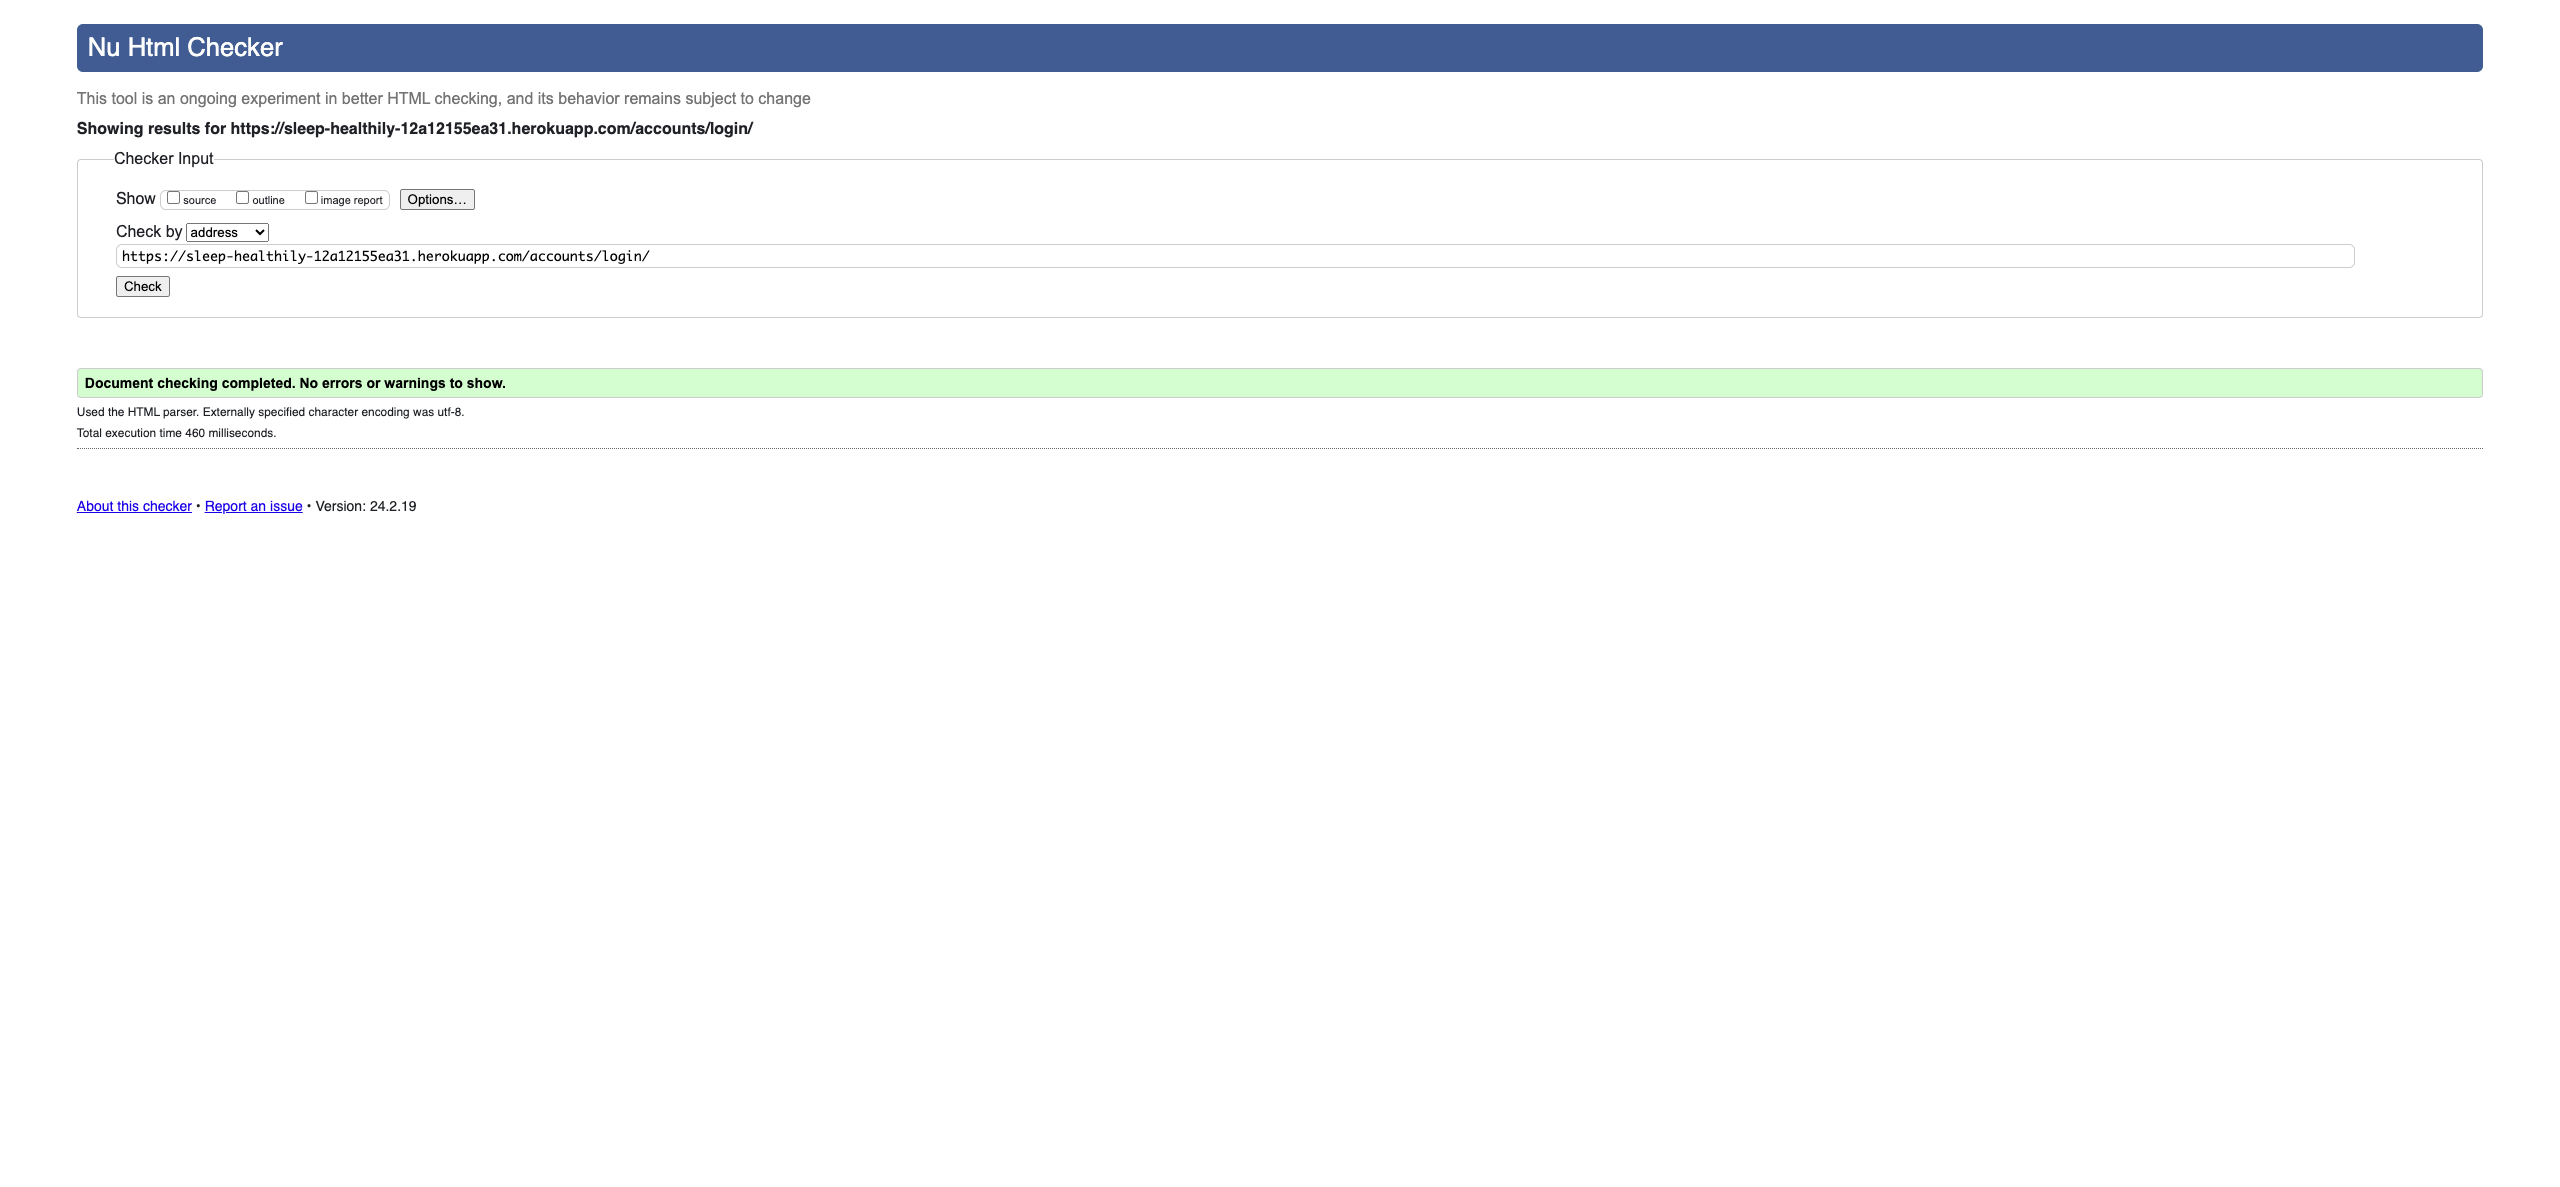 Nu Html Checker
This tool is an ongoing experiment in better HTML checking, and its behavior remains subject to change
Showing results for https://sleep-healthily-12a12155ea31.herokuapp.com/accounts/login/
Checker Input
Show source outline image report Options…
Check by address
https://sleep-healthily-12a12155ea31.herokuapp.com/accounts/login/
Check
Document checking completed. No errors or warnings to show.
Used the HTML parser. Externally specified character encoding was utf-8.
Total execution time 460 milliseconds.
About this checker • Report an issue • Version: 24.2.19